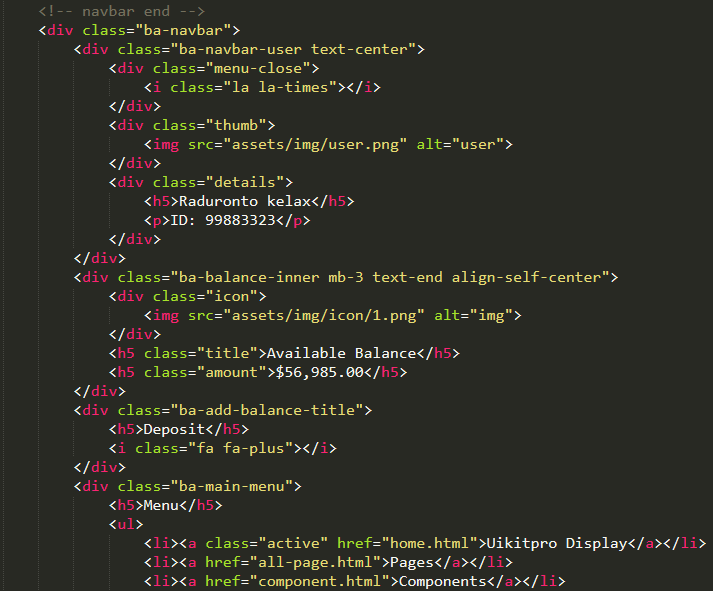 <!-- navbar end -->
<div class="ba-navbar">
<div class="ba-navbar-user text-center">
<div class="menu-close">
<i class="la la-times"></i>
</div>
<div class="thumb">
<img src="assets/img/user.png" alt="user">
</div>
<div class="details">
<h5>Raduronto kelax</h5>
<p>ID: 99883323</p>
</div>
</div>
<div class="ba-balance-inner mb-3 text-end align-self-center">
<div class="icon">
<img src="assets/img/icon/1.png" alt="img">
</div>
<h5 class="title">Available Balance</h5>
<h5 class="amount">$56,985.00</h5>
</div>
<div class="ba-add-balance-title">
<h5>Deposit</h5>
<i class="fa fa-plus"></i>
</div>
<div class="ba-main-menu">
<h5>Menu</h5>
<ul>
<li><a class="active" href="home.html">Uikitpro Display</a></li>
<li><a href="all-page.html">Pages</a></li>
<li><a href="component.html">Components</a></li>